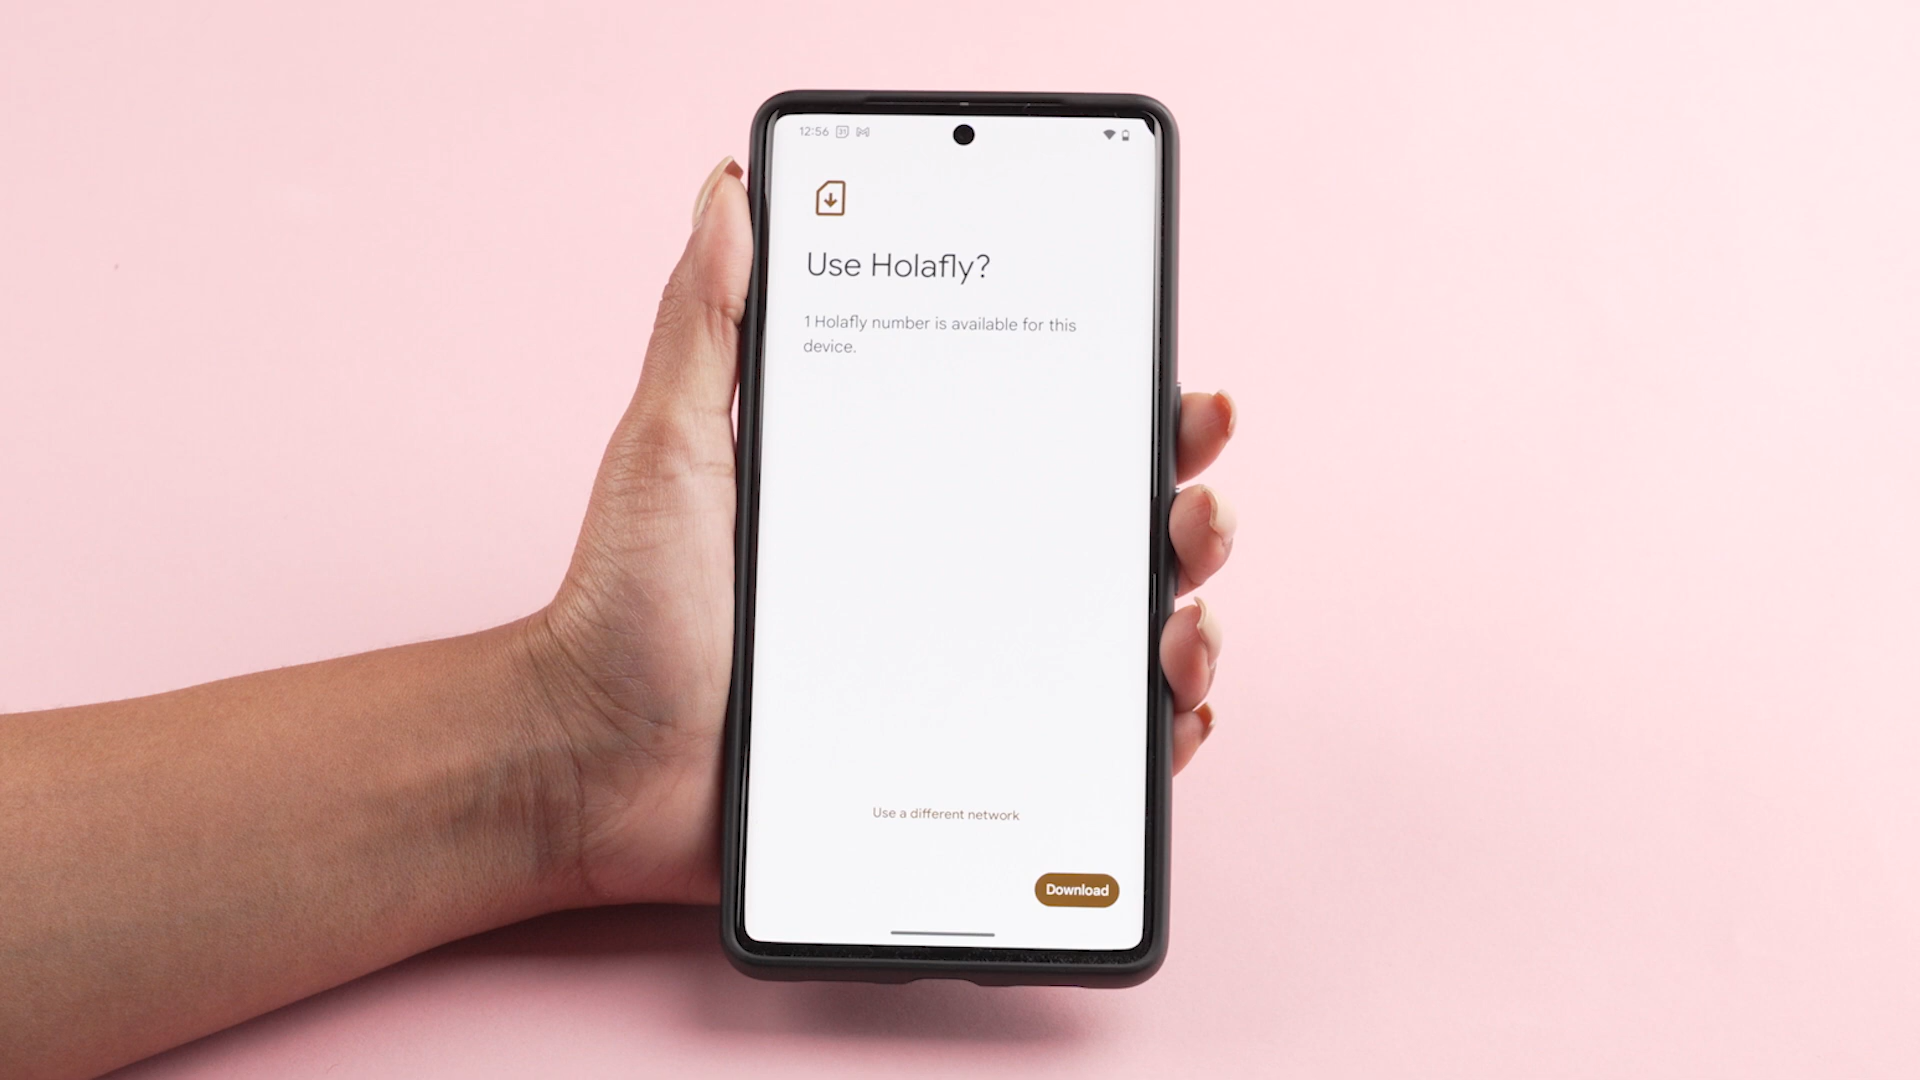 12:56
Use Holafly?
1 Holafly number is available for this
device.
Use a different network
Download